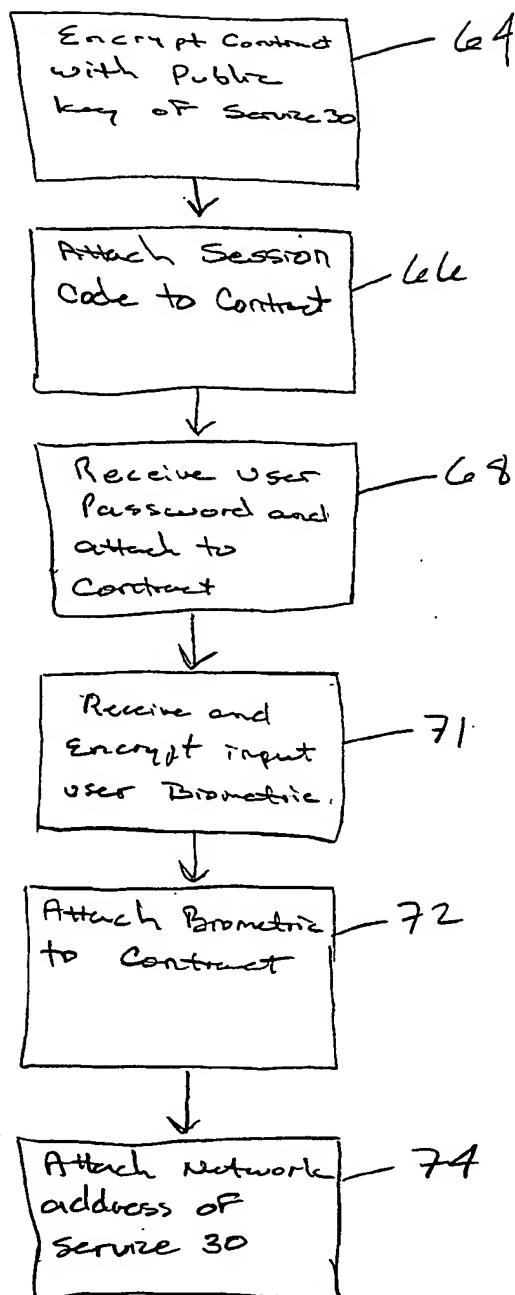 Encrypt Contract
with Public
key of Service 30
64
Attach Session
Code to Contract
66
Receive user
Password and
attach to
Contract
68
Receive and
Encrypt input
user Biometric.
71
Attach Biometric
to Contract
72
Attach Network
address of
Service 30
74